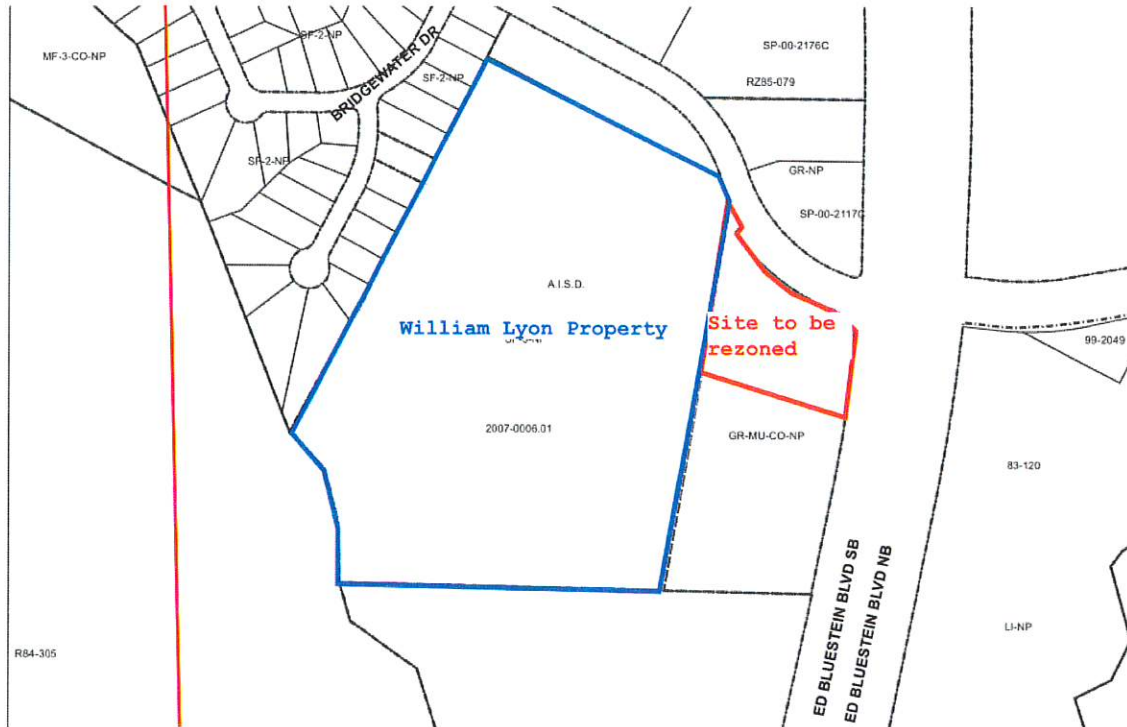 SP-00-2176C
MF-3-CO-NP
SF-2-NP
BRIDGEWATER DR
SF-2-NP
RZ85-079
SF-2-NP
GR-NP
SP-00-2117C
A.I.S.D.
William Lyon Property
Site to be
rezoned
99-2049
2007-0006.01
GR-MU-CO-NP
83-120
ED BLUESTEIN BLVD SB
ED BLUESTEIN BLVD NB
LI-NP
R84-305